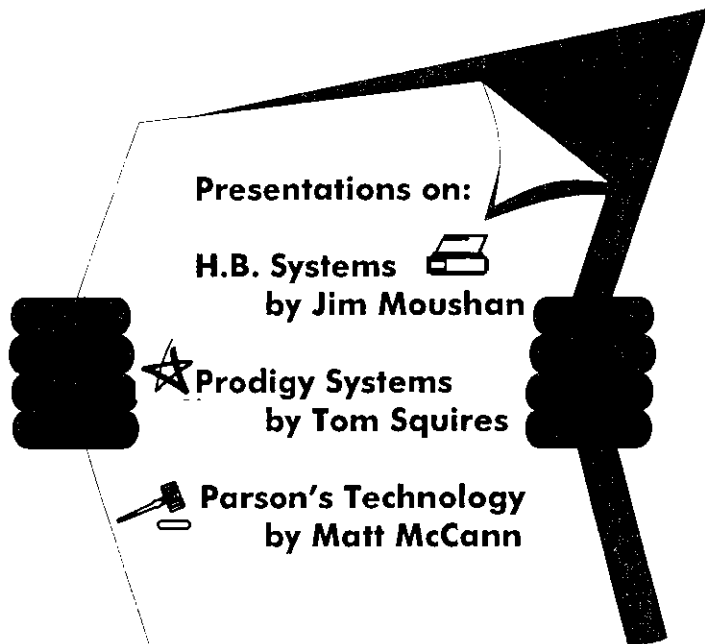 Presentations on:
H.B. Systems
by Jim Moushan
Prodigy Systems
by Tom Squires
Parson's Technology
by Matt McCann